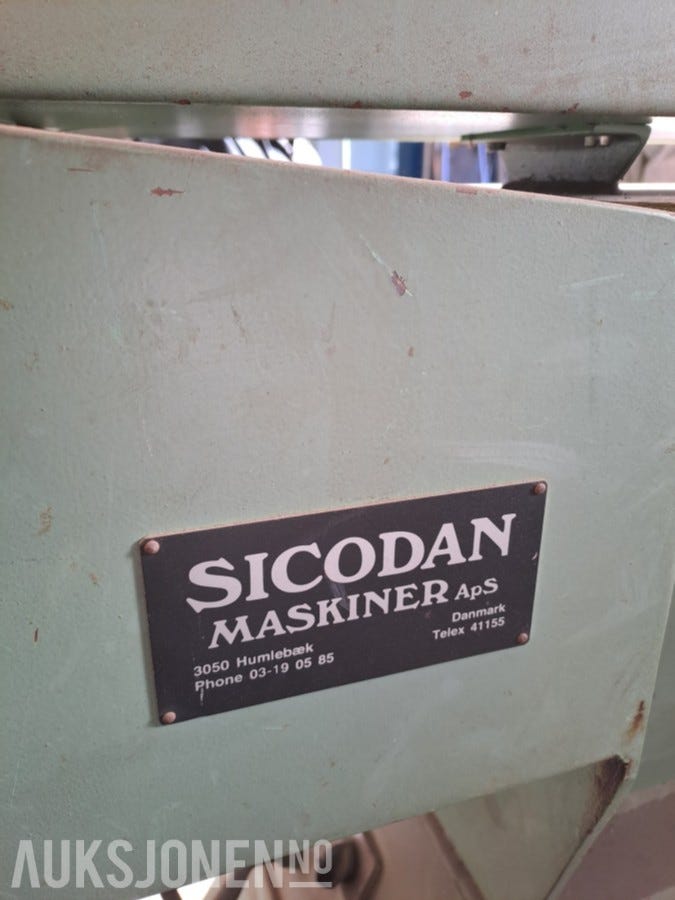 SICODAN
MASKINER ApS
3050 Humlebæk Danmark
Phone 03-19 05 85 Telex 41155
AUKSJONEN.NO